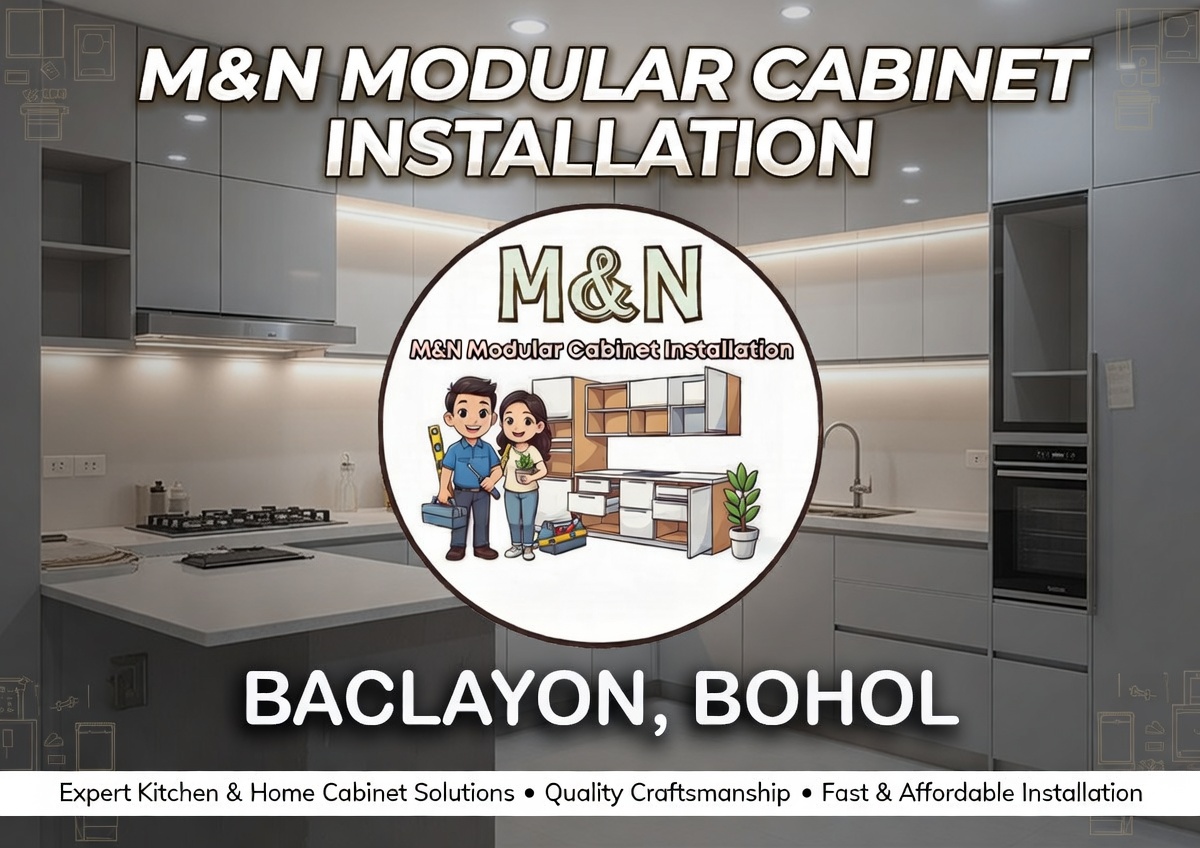 M&N MODULAR CABINET
INSTALLATION
M&N
M&N Modular Cabinet Installation
BACLAYON, BOHOL
Expert Kitchen & Home Cabinet Solutions • Quality Craftsmanship • Fast & Affordable Installation